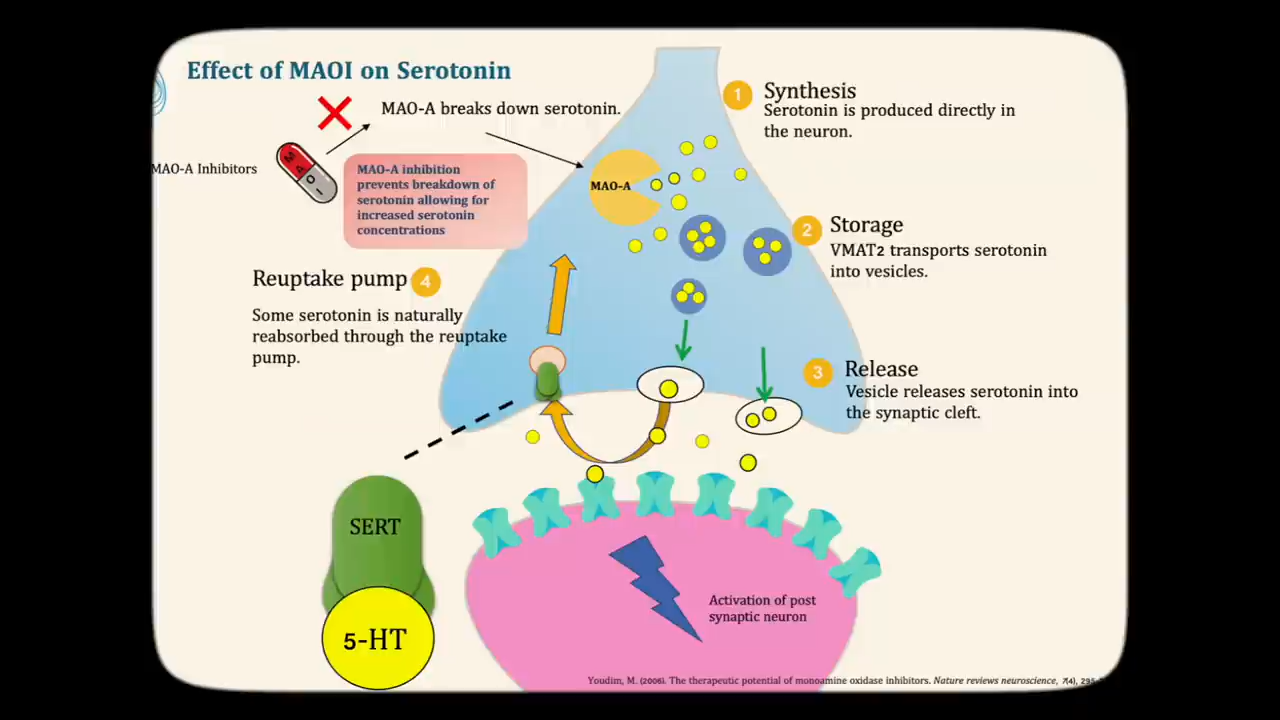 Effect of MAOI on Serotonin
MAO-A breaks down serotonin.
MAO-A Inhibitors
MAOI
MAO-A inhibition
prevents breakdown of
serotonin allowing for
increased serotonin
concentrations
MAO-A
1 Synthesis
Serotonin is produced directly in
the neuron.
2 Storage
VMAT2 transports serotonin
into vesicles.
3 Release
Vesicle releases serotonin into
the synaptic cleft.
Reuptake pump 4
Some serotonin is naturally
reabsorbed through the reuptake
pump.
SERT
5-HT
Activation of post
synaptic neuron
Youdim, M. (2006). The therapeutic potential of monoamine oxidase inhibitors. Nature reviews neuroscience, 7(4),